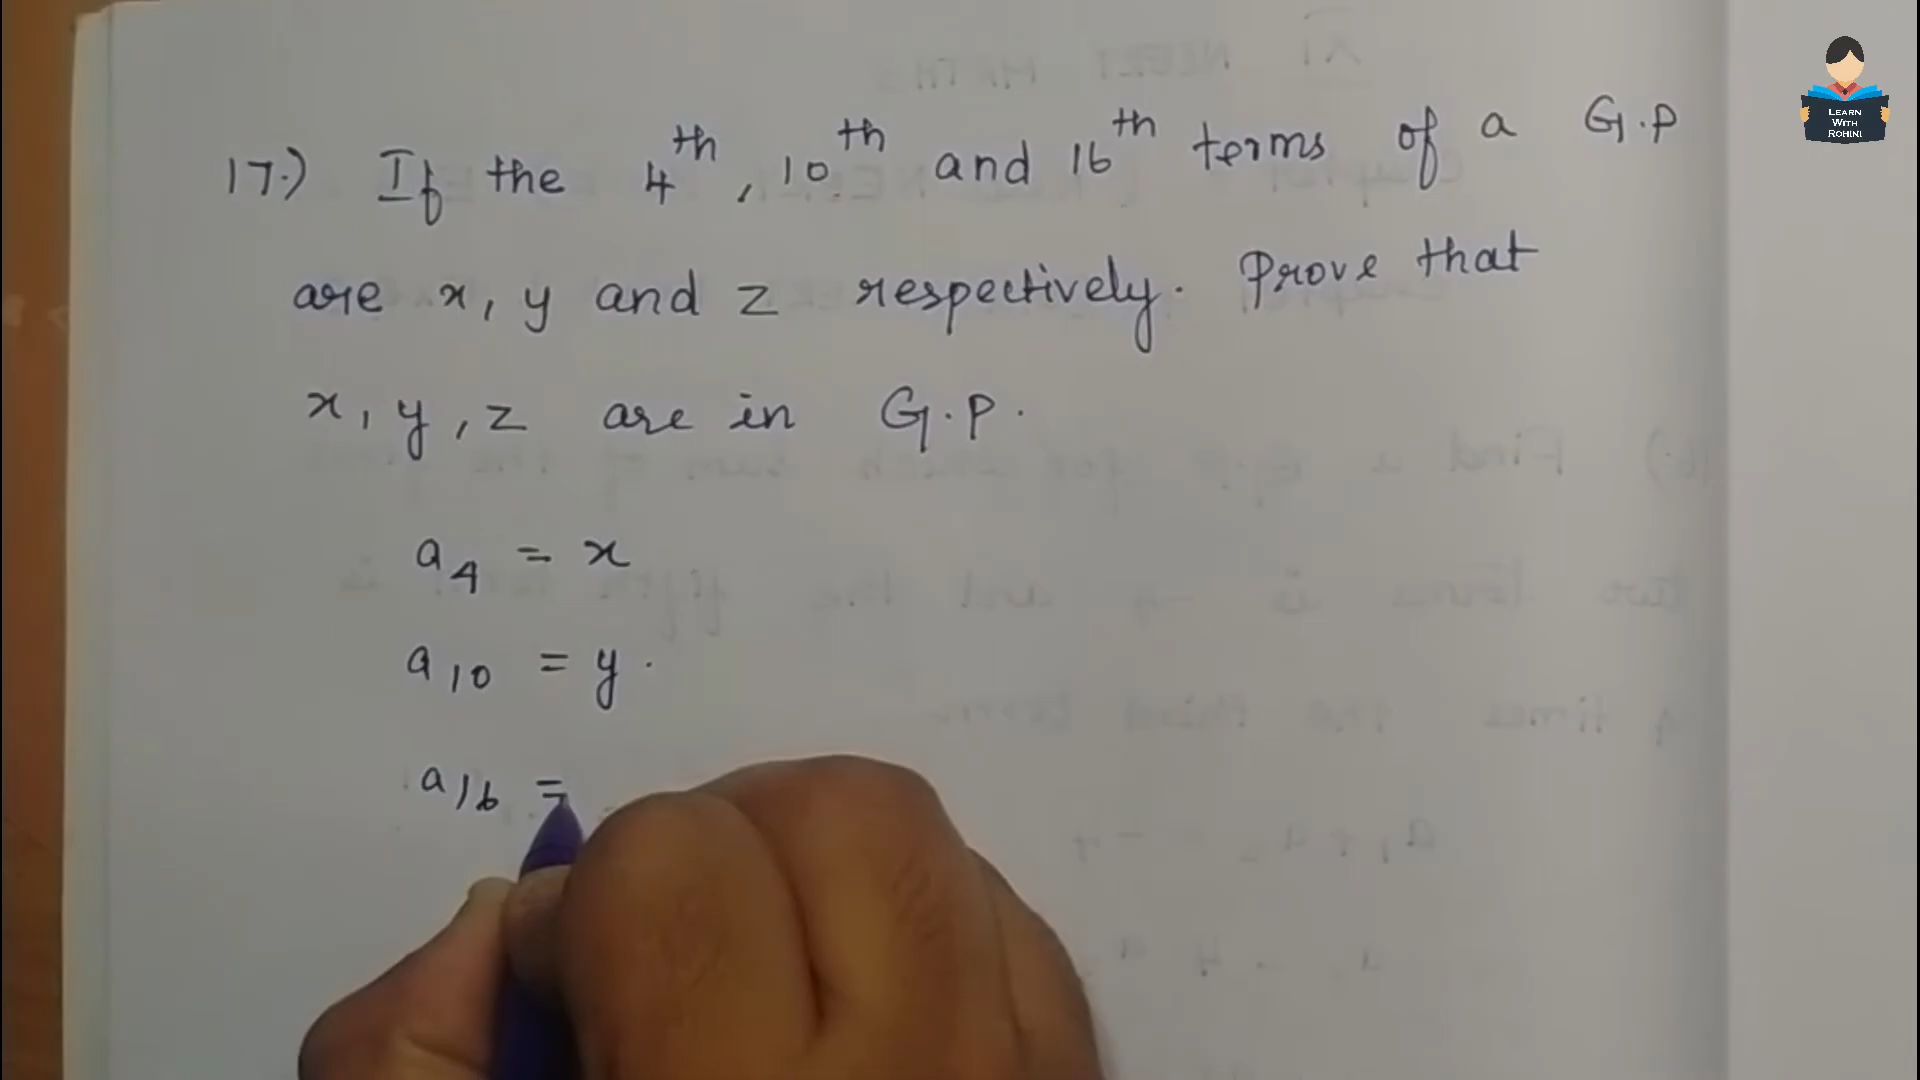 17.) If the 4th, 10th and 16th terms of a G.P
are x, y and z respectively. Prove that
x, y, z are in G.P.
a4 = x
a10 = y.
a16 =
LEARN
WITH
ROHINI